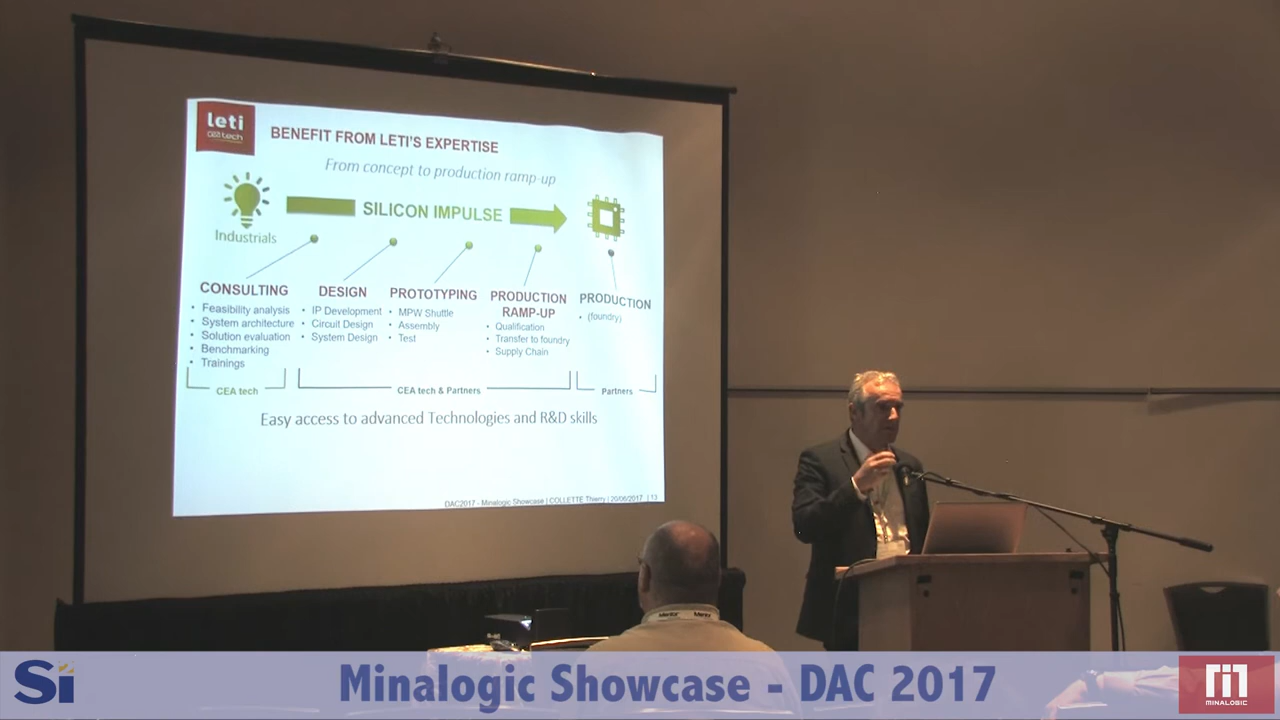 leti
cea tech
BENEFIT FROM LETI'S EXPERTISE
From concept to production ramp-up
Industrials
SILICON IMPULSE
CONSULTING
• Feasibility analysis
• System architecture
• Solution evaluation
• Benchmarking
• Trainings
DESIGN
• IP Development
• Circuit Design
• System Design
PROTOTYPING
• MPW Shuttle
• Assembly
• Test
PRODUCTION
RAMP-UP
• Qualification
• Transfer to foundry
• Supply Chain
PRODUCTION
• (foundry)
CEA tech
CEA tech & Partners
Partners
Easy access to advanced Technologies and R&D skills
DAC2017 - Minalogic Showcase | COLLETTE Thierry | 20/06/2017 | 13
Mentor Mentor
Si
Minalogic Showcase - DAC 2017
MINALOGIC